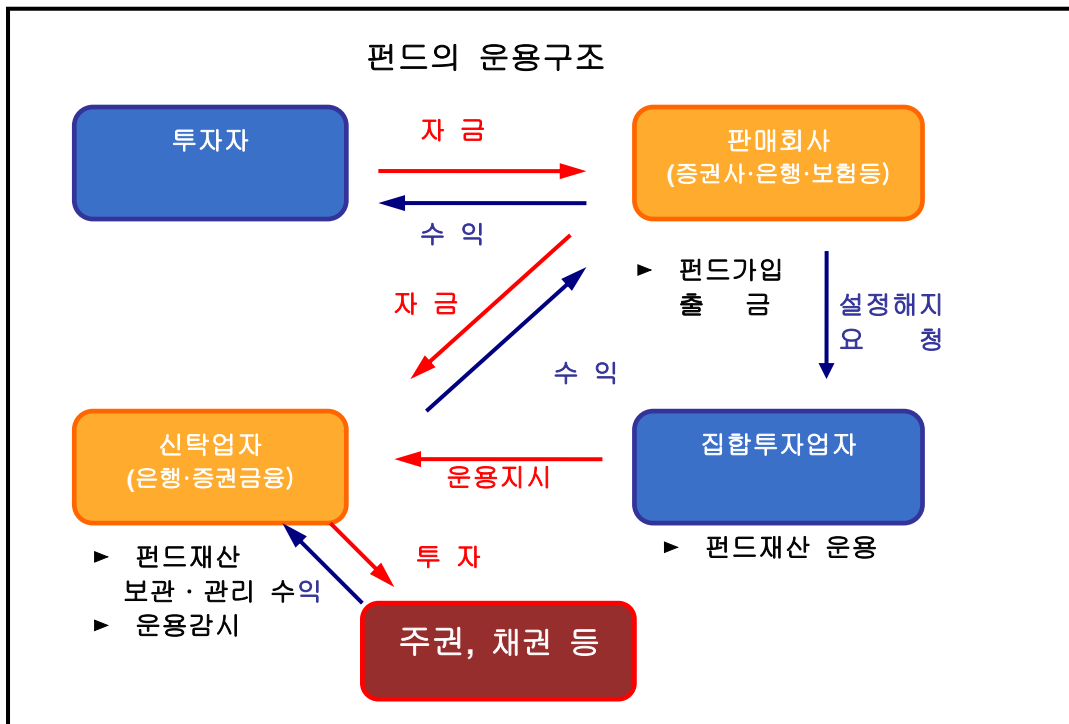 펀드의 운용구조
투자자
자 금
판매회사
(증권사·은행·보험등)
수 익
► 펀드가입
출 금
자 금
설정해지
요 청
수 익
신탁업자
(은행·증권금융)
운용지시
집합투자업자
► 펀드재산
보관 · 관리 수익
► 운용감시
투 자
► 펀드재산 운용
주권, 채권 등